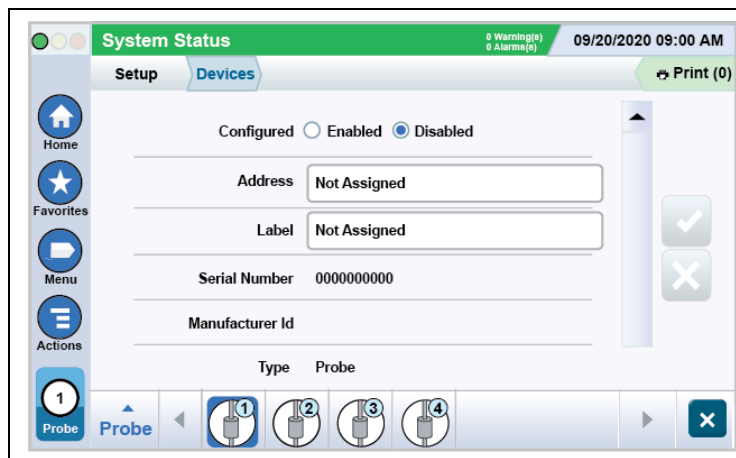 System Status
0 Warning(s)
0 Alarms(s)
09/20/2020 09:00 AM
Setup
Devices
Print (0)
Home
Favorites
Menu
Actions
1
Probe
Configured Enabled Disabled
Address Not Assigned
Label Not Assigned
Serial Number 0000000000
Manufacturer Id
Type Probe
Probe
1
2
3
4